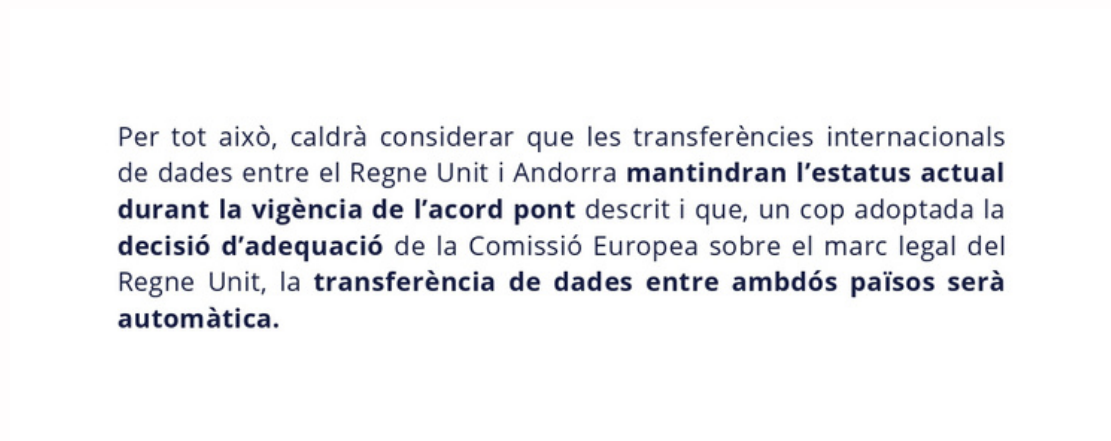 Per tot això, caldrà considerar que les transferències internacionals
de dades entre el Regne Unit i Andorra mantindran l’estatus actual
durant la vigència de l’acord pont descrit i que, un cop adoptada la
decisió d’adequació de la Comissió Europea sobre el marc legal del
Regne Unit, la transferència de dades entre ambdós països serà
automàtica.